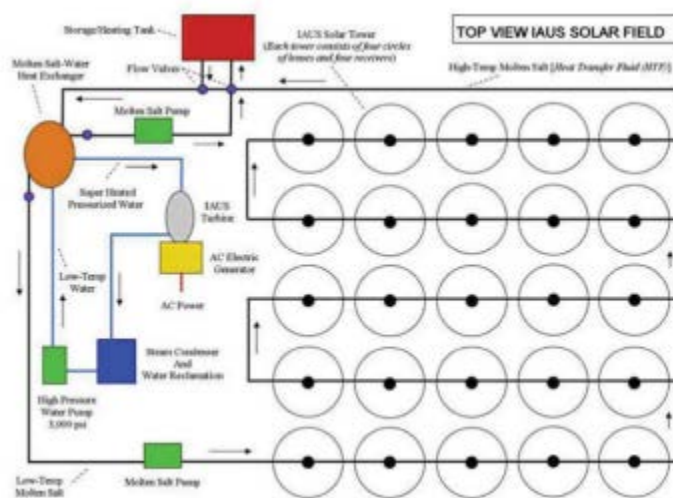 TOP VIEW IAUS SOLAR FIELD
Storage/Heating Tank
IAUS Solar Tower
(Each tower consists of four circles
of lenses and four receivers)
Molten Salt-Water
Heat Exchanger
Flow Valves
High-Temp Molten Salt [Heat Transfer Fluid (HTF)]
Molten Salt Pump
Super Heated
Pressurized Water
IAUS
Turbine
Low-Temp
Water
AC Electric
Generator
AC Power
Steam Condenser
And
Water Reclamation
High Pressure
Water Pump
3,000 psi
Low-Temp
Molten Salt
Molten Salt Pump